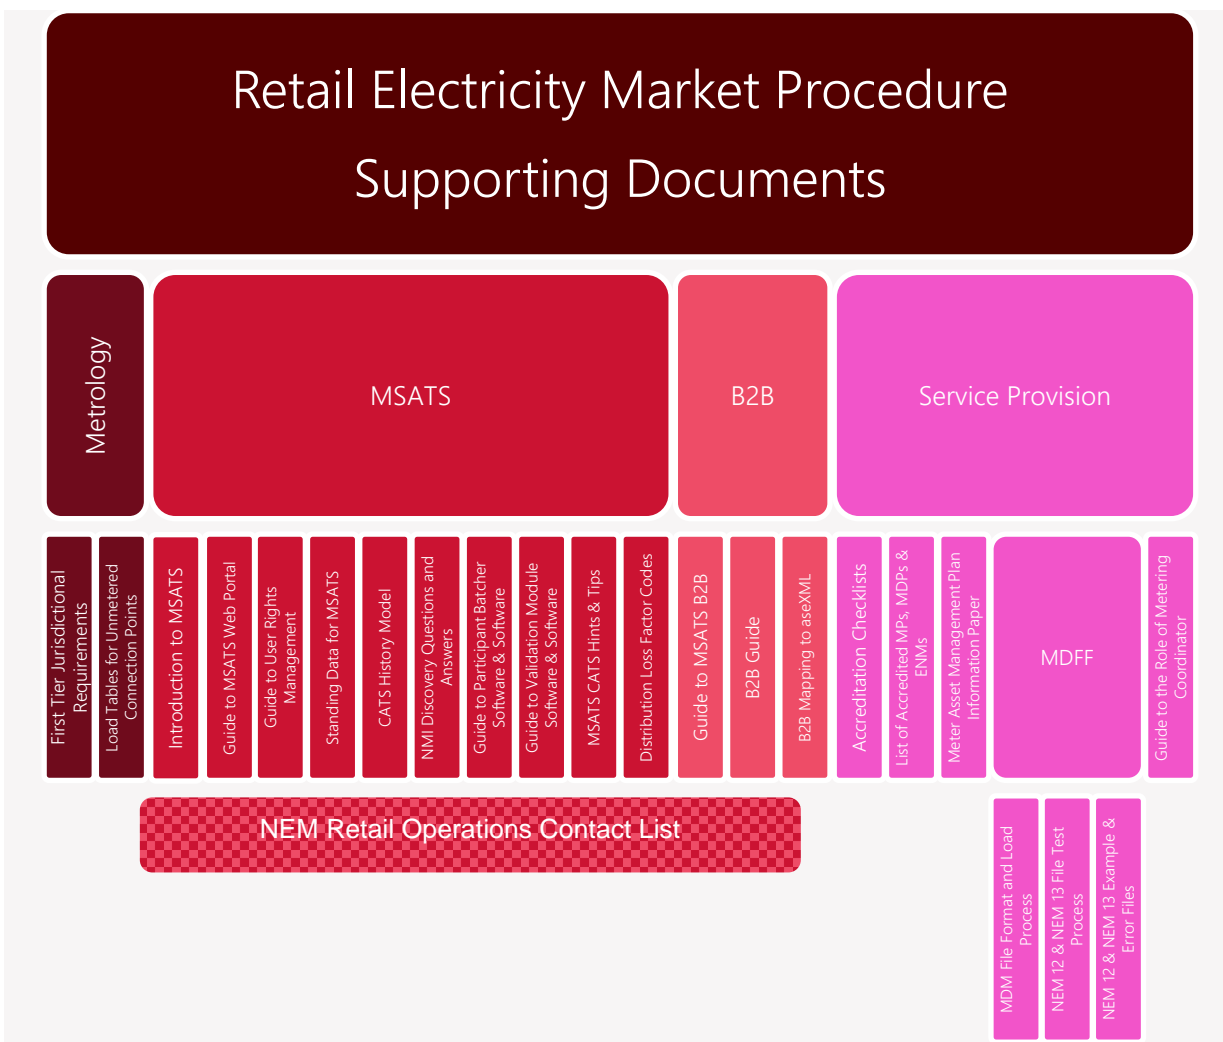 Retail Electricity Market Procedure
Supporting Documents
Metrology
MSATS
B2B
Service Provision
First Tier Jurisdictional
Requirements
Load Tables for Unmetered
Connection Points
Introduction to MSATS
Guide to MSATS Web Portal
Guide to User Rights
Management
Standing Data for MSATS
CATS History Model
NMI Discovery Questions and
Answers
Guide to Participant Batcher
Software & Software
Guide to Validation Module
Software & Software
MSATS CATS Hints & Tips
Distribution Loss Factor Codes
Guide to MSATS B2B
B2B Guide
B2B Mapping to aseXML
Accreditation Checklists
List of Accredited MPs, MDPs &
ENMs
Meter Asset Management Plan
Information Paper
MDFF
Guide to the Role of Metering
Coordinator
NEM Retail Operations Contact List
MDM File Format and Load
Process
NEM 12 & NEM 13 File Test
Process
NEM 12 & NEM 13 Example &
Error Files